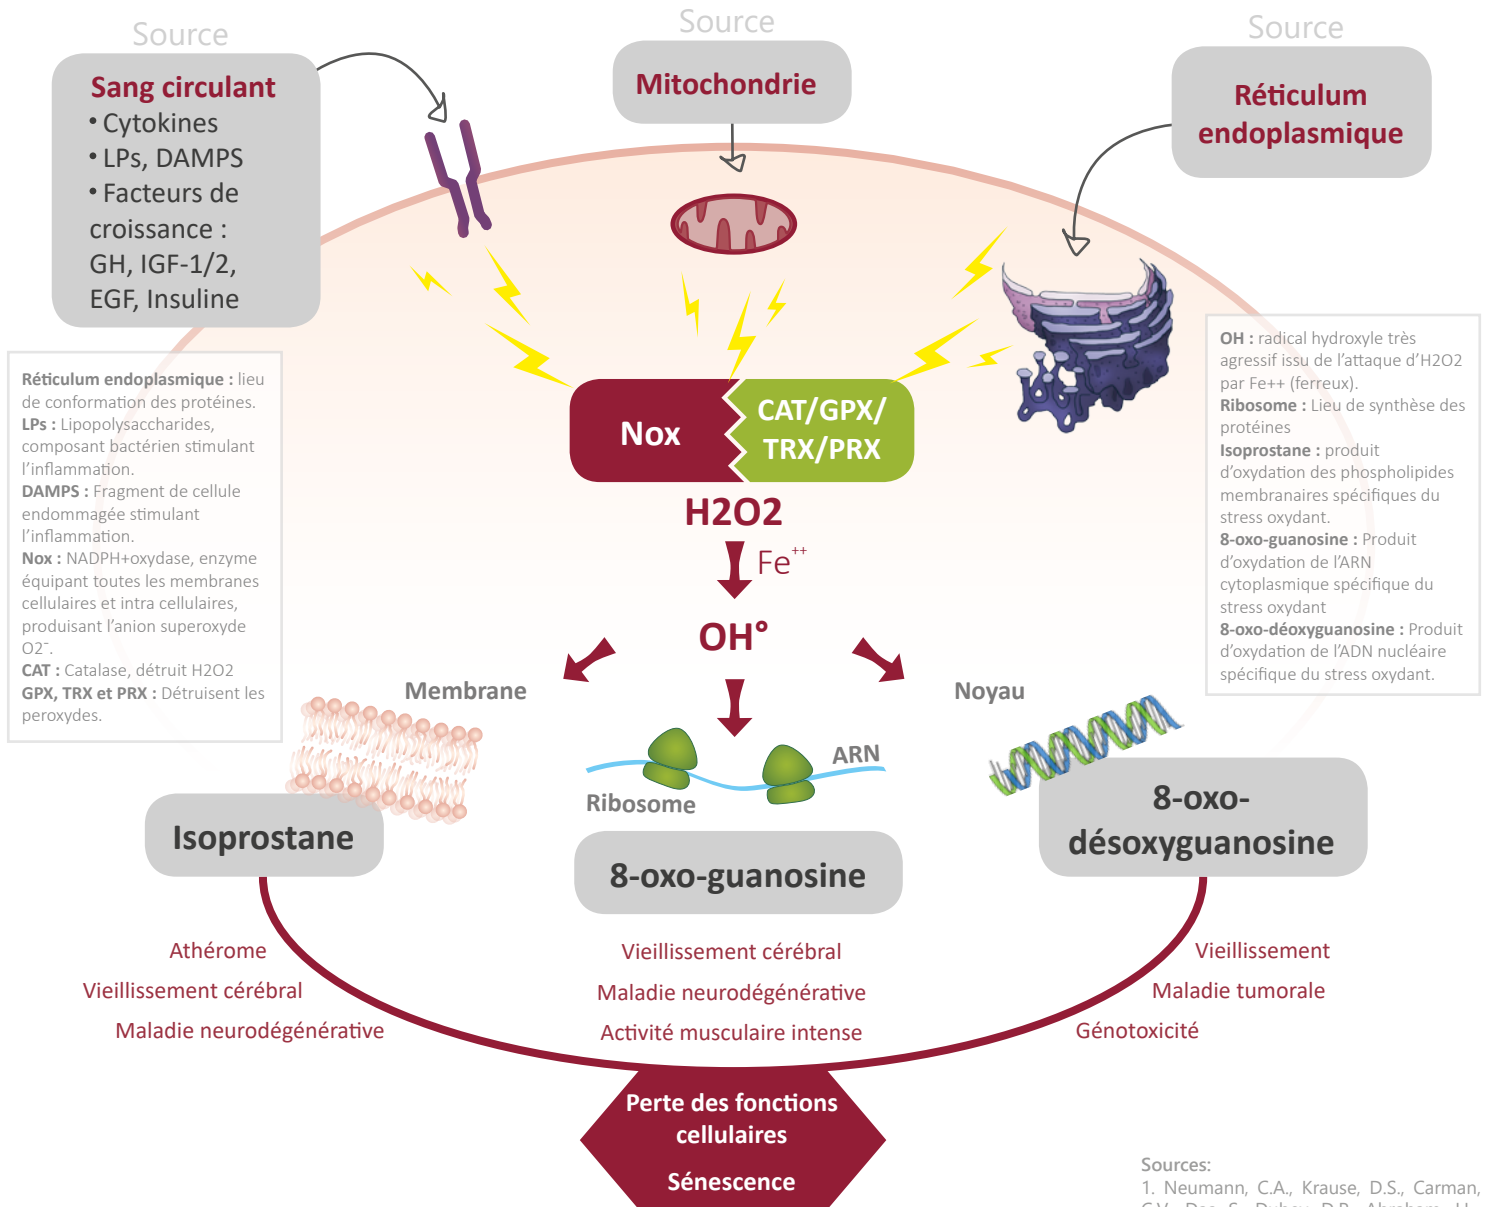 Source
Sang circulant
• Cytokines
• LPs, DAMPS
• Facteurs de
croissance :
GH, IGF-1/2,
EGF, Insuline
Source
Mitochondrie
Source
Réticulum
endoplasmique
Réticulum endoplasmique : lieu
de conformation des protéines.
LPs : Lipopolysaccharides,
composant bactérien stimulant
l’inflammation.
DAMPS : Fragment de cellule
endommagée stimulant
l’inflammation.
Nox : NADPH+oxydase, enzyme
équipant toutes les membranes
cellulaires et intra cellulaires,
produisant l’anion superoxyde
O2⁻.
CAT : Catalase, détruit H2O2
GPX, TRX et PRX : Détruisent les
peroxydes.
Nox
CAT/GPX/
TRX/PRX
H2O2
Fe⁺⁺
OH°
OH : radical hydroxyle très
agressif issu de l’attaque d’H2O2
par Fe++ (ferreux).
Ribosome : Lieu de synthèse des
protéines
Isoprostane : produit
d’oxydation des phospholipides
membranaires spécifiques du
stress oxydant.
8-oxo-guanosine : Produit
d’oxydation de l’ARN
cytoplasmique spécifique du
stress oxydant
8-oxo-déoxyguanosine : Produit
d’oxydation de l’ADN nucléaire
spécifique du stress oxydant.
Membrane
Noyau
ARN
Ribosome
Isoprostane
8-oxo-guanosine
8-oxo-
désoxyguanosine
Athérome
Vieillissement cérébral
Maladie neurodégénérative
Vieillissement cérébral
Maladie neurodégénérative
Activité musculaire intense
Vieillissement
Maladie tumorale
Génotoxicité
Perte des fonctions
cellulaires
Sénescence
Sources:
1. Neumann, C.A., Krause, D.S., Carman,